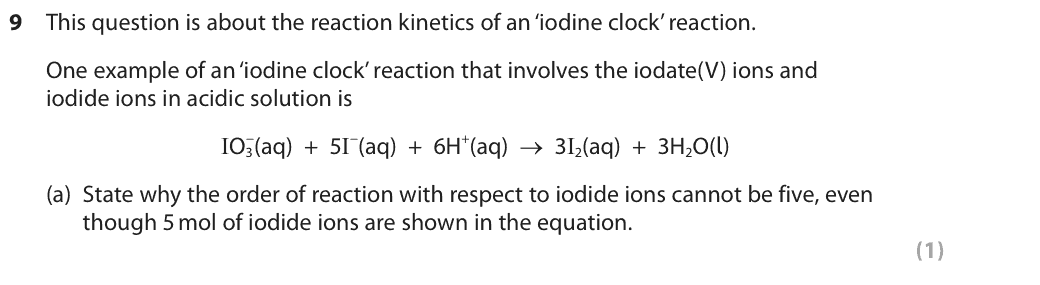 9 This question is about the reaction kinetics of an ‘iodine clock’ reaction.
One example of an ‘iodine clock’ reaction that involves the iodate(V) ions and
iodide ions in acidic solution is
IO₃⁻(aq) + 5I⁻(aq) + 6H⁺(aq) → 3I₂(aq) + 3H₂O(l)
(a) State why the order of reaction with respect to iodide ions cannot be five, even
though 5 mol of iodide ions are shown in the equation.
(1)